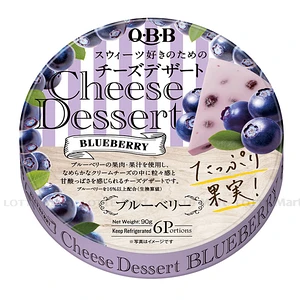 Q・B・B
スウィーツ好きのための
チーズデザート
Cheese
Dessert
BLUEBERRY
ブルーベリーの果肉・果汁を使用し、
なめらかなクリームチーズの中に粒々感と
甘酸っぱさを感じられるチーズデザートです。
ブルーベリーを10%以上配合(生換算値)
たっぷり
果実!
ブルーベリー
Net Weight: 90g
Keep Refrigerated
6Portions
※写真はイメージです
Cheese Dessert BLUEBERRY